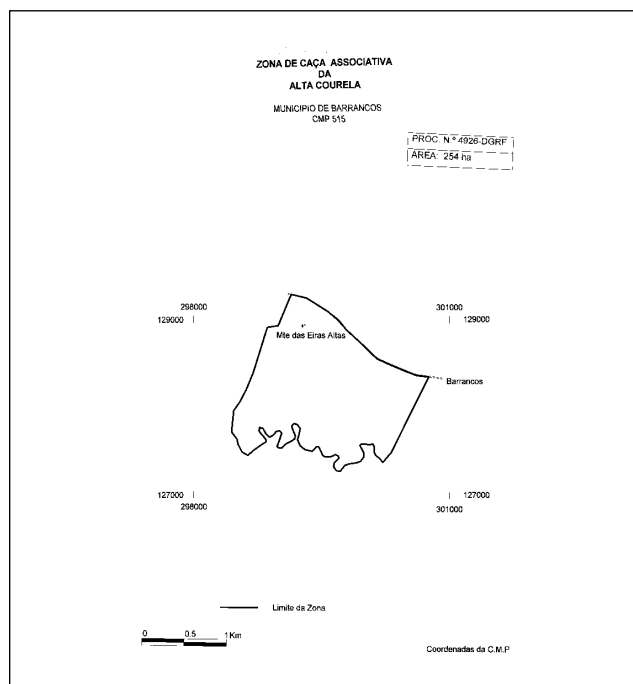 ZONA DE CAÇA ASSOCIATIVA
DA
ALTA COURELA
MUNICIPIO DE BARRANCOS
CMP 515
PROC. N.º 4926-DGRF
ÁREA: 254 ha
298000
301000
129000
129000
Mte das Eiras Altas
Barrancos
127000
127000
298000
301000
Limite da Zona
0 0.5 1Km
Coordenadas da C.M.P